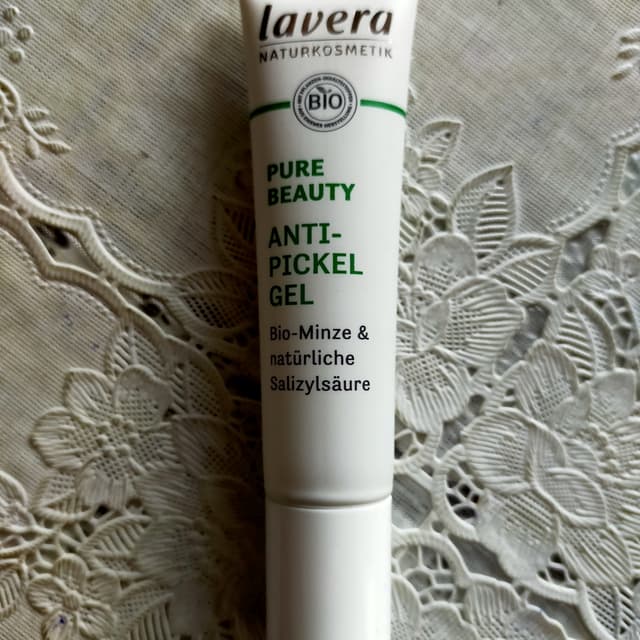 lavera
NATURKOSMETIK
BIO
PURE
BEAUTY
ANTI-
PICKEL
GEL
Bio-Minze &
natürliche
Salizylsäure